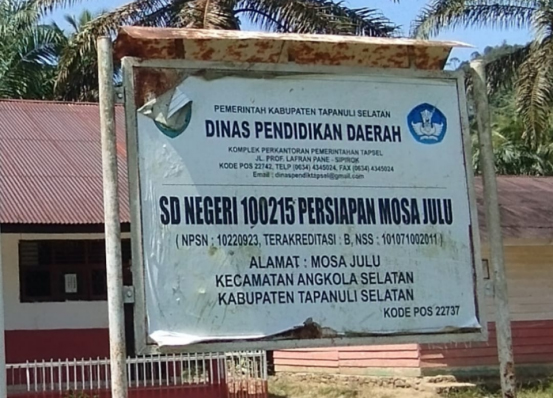 PEMERINTAH KABUPATEN TAPANULI SELATAN
DINAS PENDIDIKAN DAERAH
KOMPLEK PERKANTORAN PEMERINTAHAN TAPSEL
JL. PROF. LAFRAN PANE - SIPIROK
KODE POS 22742, TELP (0634) 4345024, FAX (0634) 4345024
Email : dinaspendiktapsel@gmail.com
SD NEGERI 100215 PERSIAPAN MOSA JULU
( NPSN : 10220923, TERAKREDITASI : B, NSS : 101071002011 )
ALAMAT : MOSA JULU
KECAMATAN ANGKOLA SELATAN
KABUPATEN TAPANULI SELATAN
KODE POS 22737